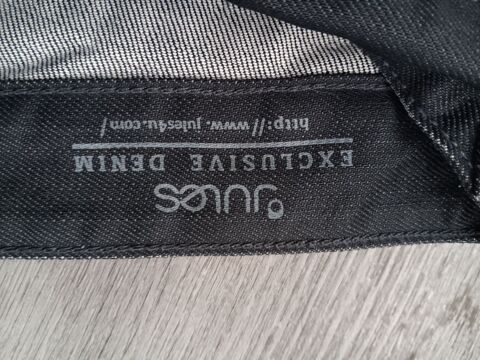 JULES
EXCLUSIVE DENIM
http://www.jules4u.com/